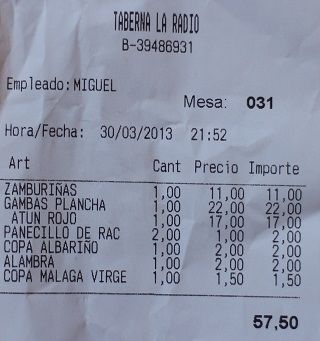 TABERNA LA RADIO
B-39486931
Empleado: MIGUEL
Mesa: 031
Hora/Fecha: 30/03/2013 21:52
Art Cant Precio Importe
ZAMBURIÑAS 1,00 11,00 11,00
GAMBAS PLANCHA 1,00 22,00 22,00
ATUN ROJO 1,00 17,00 17,00
PANECILLO DE RAC 2,00 1,00 2,00
COPA ALBARIÑO 1,00 2,00 2,00
ALAMBRA 1,00 2,00 2,00
COPA MALAGA VIRGE 1,00 1,50 1,50
57,50